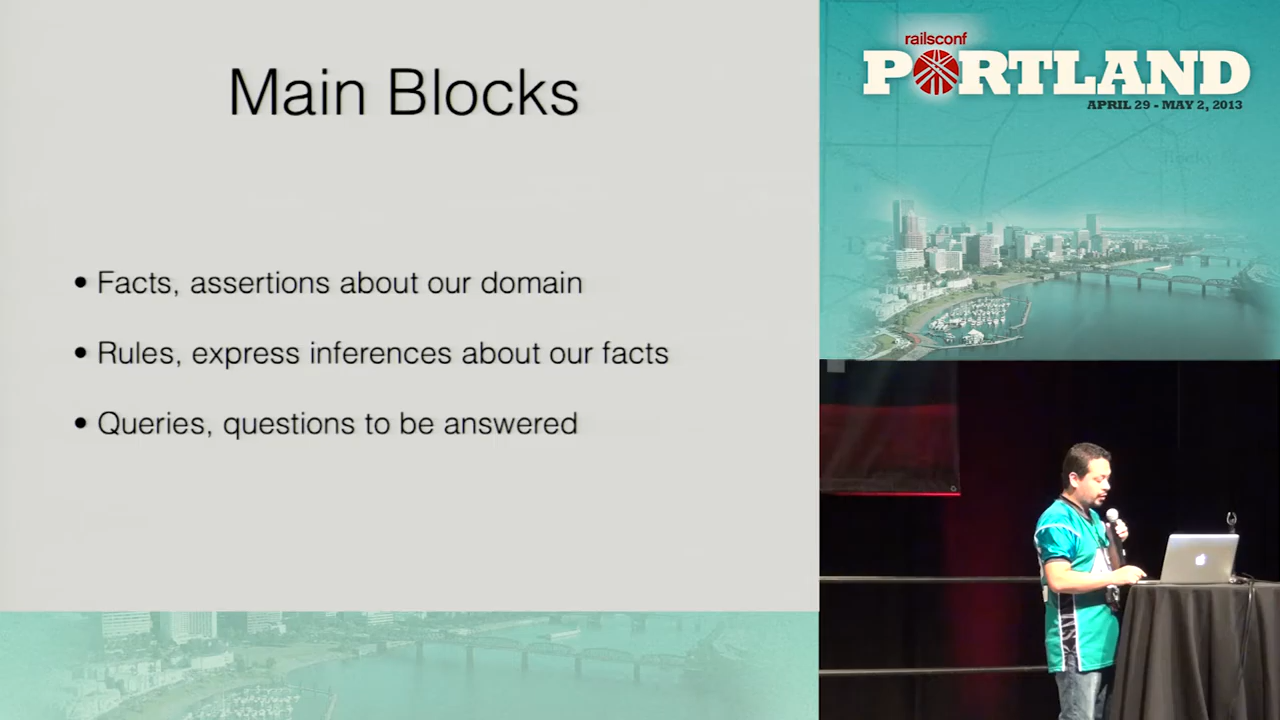 Main Blocks
• Facts, assertions about our domain
• Rules, express inferences about our facts
• Queries, questions to be answered
railsconf
PORTLAND
APRIL 29 - MAY 2, 2013